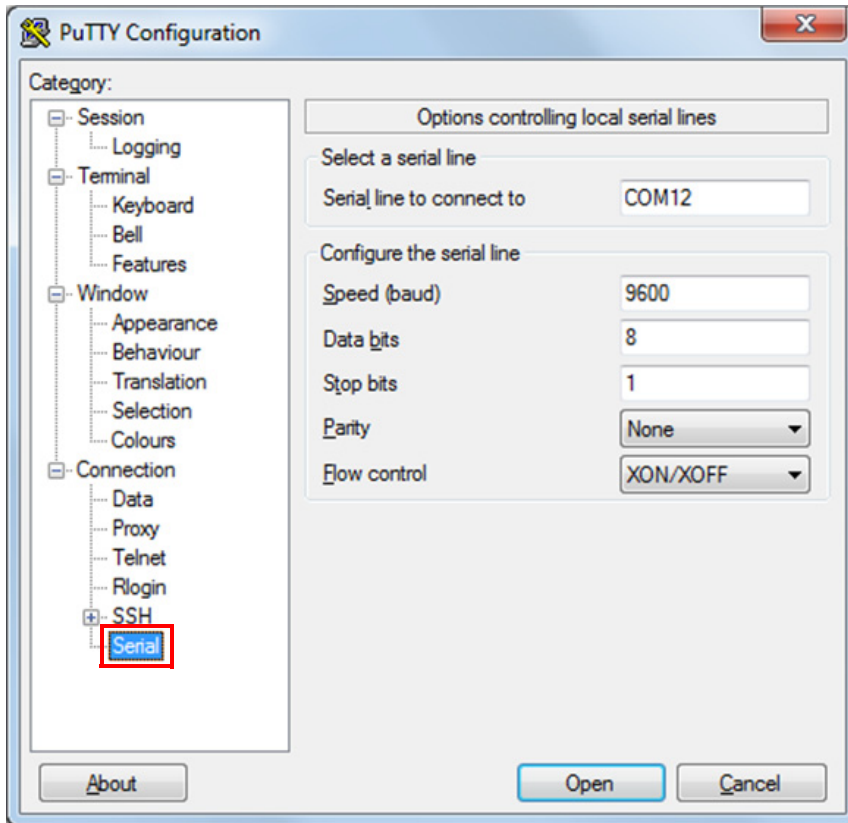 PuTTY Configuration
Category:
Session
Logging
Terminal
Keyboard
Bell
Features
Window
Appearance
Behaviour
Translation
Selection
Colours
Connection
Data
Proxy
Telnet
Rlogin
SSH
Serial
Options controlling local serial lines
Select a serial line
Serial line to connect to COM12
Configure the serial line
Speed (baud) 9600
Data bits 8
Stop bits 1
Parity None
Flow control XON/XOFF
About Open Cancel